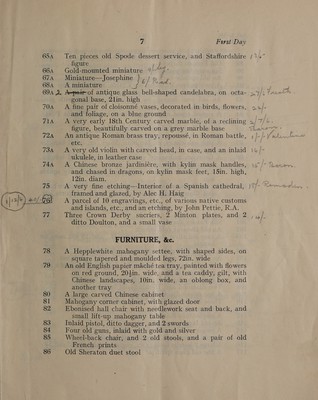 7
First Day
65A Ten pieces old Spode dessert service, and Staffordshire
figure
66A Gold-mounted miniature
67A Miniature—Josephine
68A A miniature
69A 2 A pair of antique glass bell-shaped candelabra, on octa-
gonal base, 21in. high
70A A fine pair of cloisonné vases, decorated in birds, flowers,
and foliage, on a blue ground
71A A very early 18th Century carved marble, of a reclining
figure, beautifully carved on a grey marble base
72A An antique Roman brass tray, repoussé, in Roman battle,
etc.
73A A very old violin with carved head, in case, and an inlaid
ukulele, in leather case
74A A Chinese bronze jardinière, with kylin mask handles,
and chased in dragons, on kylin mask feet, 15in. high,
12in. diam.
75 A very fine etching—Interior of a Spanish cathedral,
framed and glazed, by Alec H. Haig
76 A parcel of 10 engravings, etc., of various native customs
and islands, etc., and an etching, by John Pettie, R.A.
77 Three Crown Derby sucriers, 2 Minton plates, and 2
ditto Doulton, and a small vase
FURNITURE, &c.
78 A Hepplewhite mahogany settee, with shaped sides, on
square tapered and moulded legs, 72in. wide
79 An old English papier mâché tea tray, painted with flowers
on red ground, 20½in. wide, and a tea caddy, gilt, with
Chinese landscapes, 10in. wide, an oblong box, and
another tray
80 A large carved Chinese cabinet
81 Mahogany corner cabinet, with glazed door
82 Ebonised hall chair with needlework seat and back, and
small lift-up mahogany table
83 Inlaid pistol, ditto dagger, and 2 swords
84 Four old guns, inlaid with gold and silver
85 Wheel-back chair, and 2 old stools, and a pair of old
French prints
86 Old Sheraton duet stool